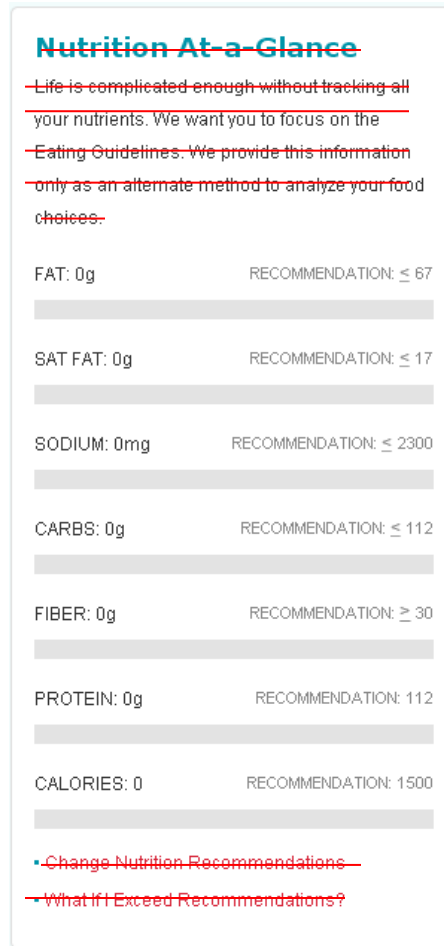 Nutrition At-a-Glance
Life is complicated enough without tracking all
your nutrients. We want you to focus on the
Eating Guidelines. We provide this information
only as an alternate method to analyze your food
choices.
FAT: 0g RECOMMENDATION: ≤ 67
SAT FAT: 0g RECOMMENDATION: ≤ 17
SODIUM: 0mg RECOMMENDATION: ≤ 2300
CARBS: 0g RECOMMENDATION: ≤ 112
FIBER: 0g RECOMMENDATION: ≥ 30
PROTEIN: 0g RECOMMENDATION: 112
CALORIES: 0 RECOMMENDATION: 1500
• Change Nutrition Recommendations
• What If I Exceed Recommendations?